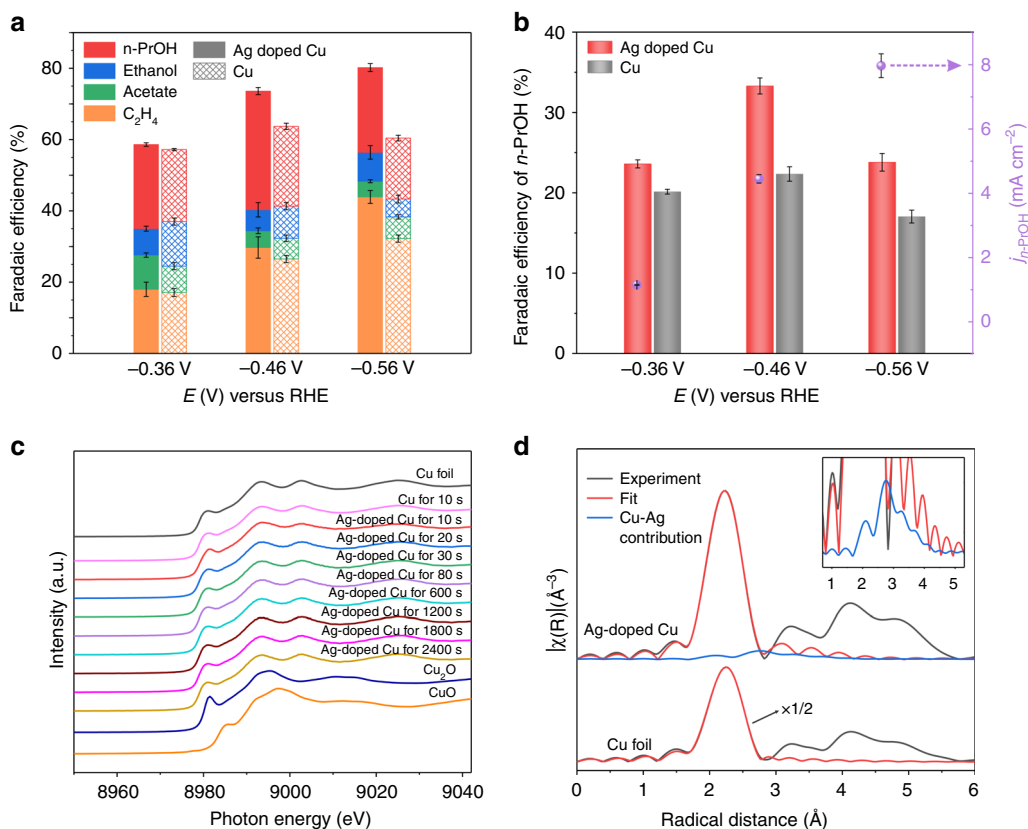 a
n-PrOH
Ethanol
Acetate
C₂H₄
Ag doped Cu
Cu
80
60
40
20
0
Faradaic efficiency (%)
−0.36 V
−0.46 V
−0.56 V
E (V) versus RHE
b
Ag doped Cu
Cu
40
30
20
10
0
Faradaic efficiency of n-PrOH (%)
8
6
4
2
0
jn-PrOH (mA cm⁻²)
−0.36 V
−0.46 V
−0.56 V
E (V) versus RHE
c
Cu foil
Cu for 10 s
Ag-doped Cu for 10 s
Ag-doped Cu for 20 s
Ag-doped Cu for 30 s
Ag-doped Cu for 80 s
Ag-doped Cu for 600 s
Ag-doped Cu for 1200 s
Ag-doped Cu for 1800 s
Ag-doped Cu for 2400 s
Cu₂O
CuO
Intensity (a.u.)
8960 8980 9000 9020 9040
Photon energy (eV)
d
Experiment
Fit
Cu-Ag
contribution
1 2 3 4 5
|χ(R)|(Å⁻³)
Ag-doped Cu
×1/2
Cu foil
0 1 2 3 4 5 6
Radical distance (Å)